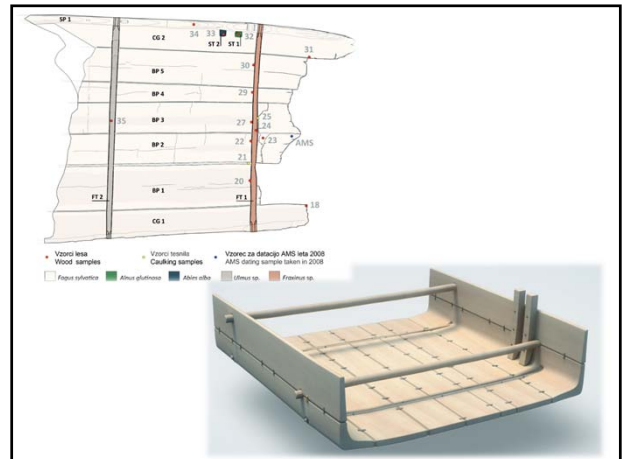 SP 1
CG 2
34
33
ST 2
ST 1
32
31
BP 5
30
BP 4
29
BP 3
35
25
27
24
AMS
BP 2
22
23
21
20
BP 1
18
FT 2
FT 1
CG 1
Vzorci lesa
Wood samples
Vzorci tesnila
Caulking samples
Vzorec za datacijo AMS leta 2008
AMS dating sample taken in 2008
Fagus sylvatica
Alnus glutinosa
Abies alba
Ulmus sp.
Fraxinus sp.